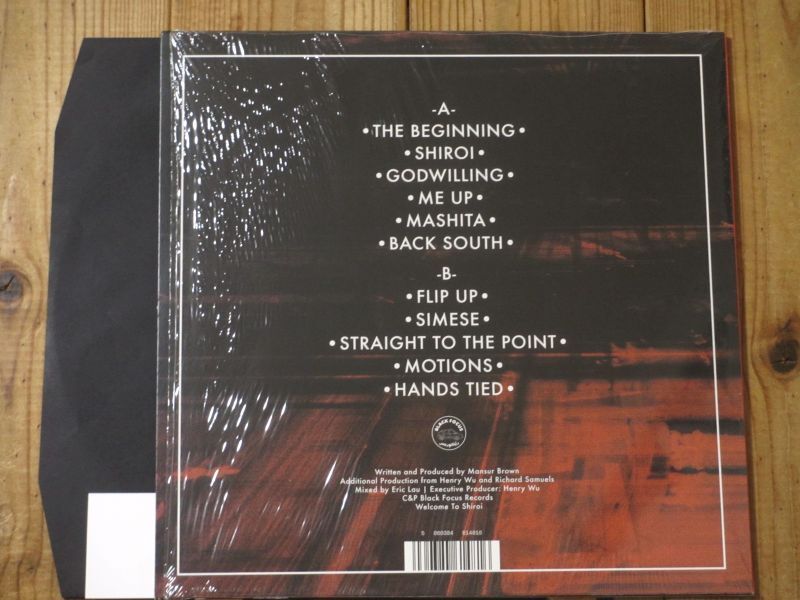 -A-
•THE BEGINNING•
•SHIROI•
•GODWILLING•
•ME UP•
•MASHITA•
•BACK SOUTH•
-B-
•FLIP UP•
•SIMESE•
•STRAIGHT TO THE POINT•
•MOTIONS•
•HANDS TIED•
BLACK FOCUS
Written and Produced by Mansur Brown
Additional Production from Henry Wu and Richard Samuels
Mixed by Eric Lau | Executive Producer: Henry Wu
C&P Black Focus Records
Welcome To Shiroi